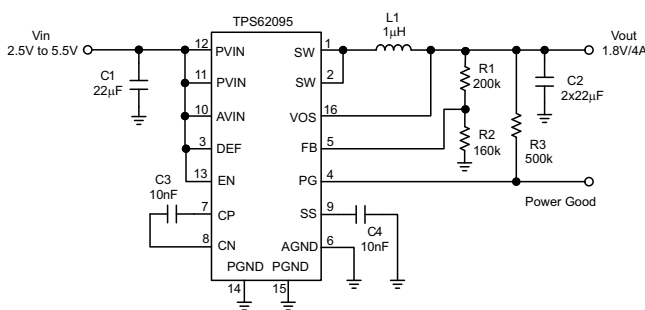 TPS62095
Vin
2.5V to 5.5V
C1
22µF
12
PVIN
11
PVIN
10
AVIN
3
DEF
13
EN
C3
10nF
7
CP
8
CN
PGND
PGND
14
15
1
SW
2
SW
16
VOS
5
FB
4
PG
9
SS
6
AGND
L1
1µH
R1
200k
R2
160k
R3
500k
C2
2x22µF
C4
10nF
Vout
1.8V/4A
Power Good